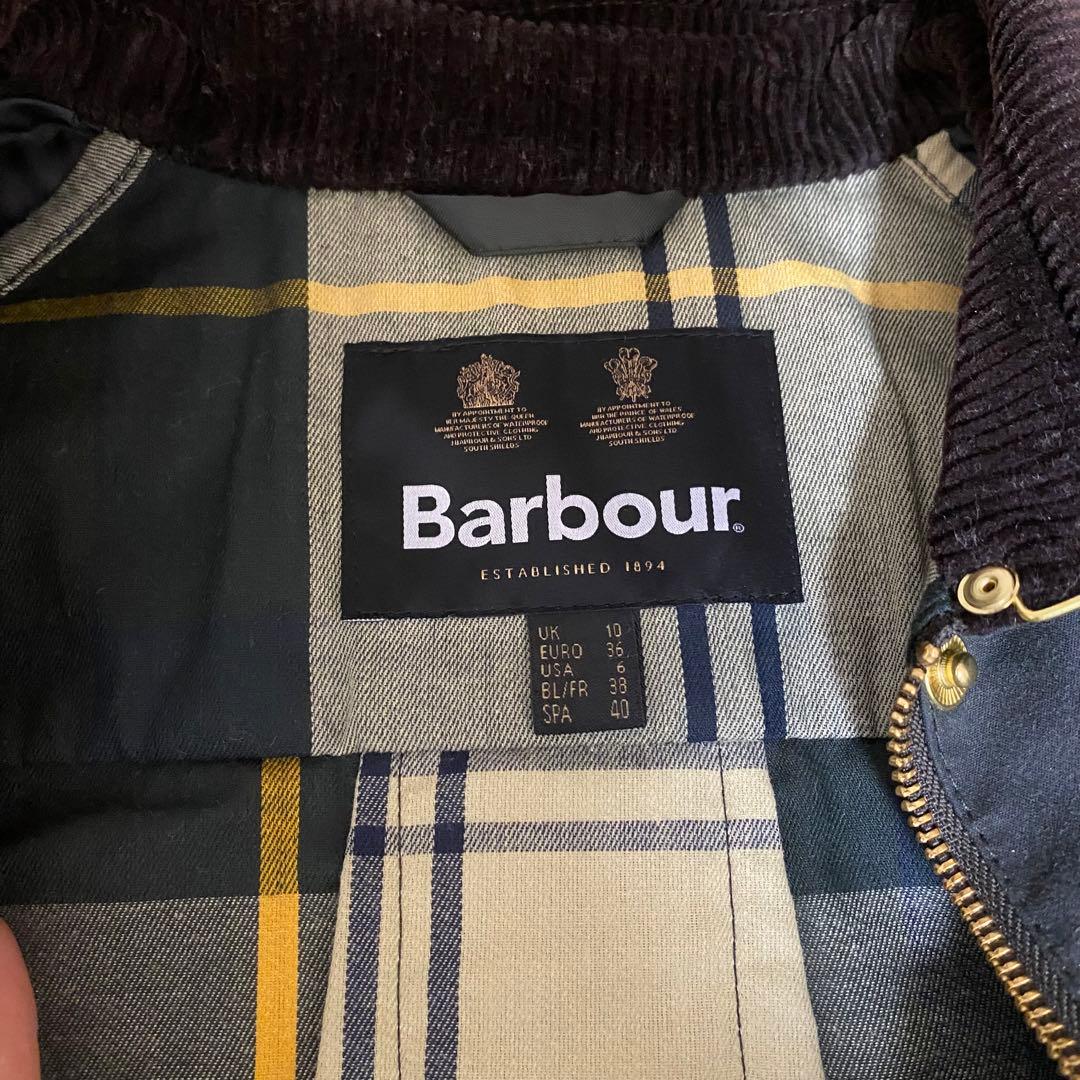 BY APPOINTMENT TO
HER MAJESTY THE QUEEN
MANUFACTURERS OF WATERPROOF
AND PROTECTIVE CLOTHING
J BARBOUR & SONS LTD
SOUTH SHIELDS
BY APPOINTMENT TO
HRH THE PRINCE OF WALES
MANUFACTURERS OF WATERPROOF
AND PROTECTIVE CLOTHING
J BARBOUR & SONS LTD
SOUTH SHIELDS
Barbour®
ESTABLISHED 1894
UK 10
EURO 36
USA 6
BL/FR 38
SPA 40